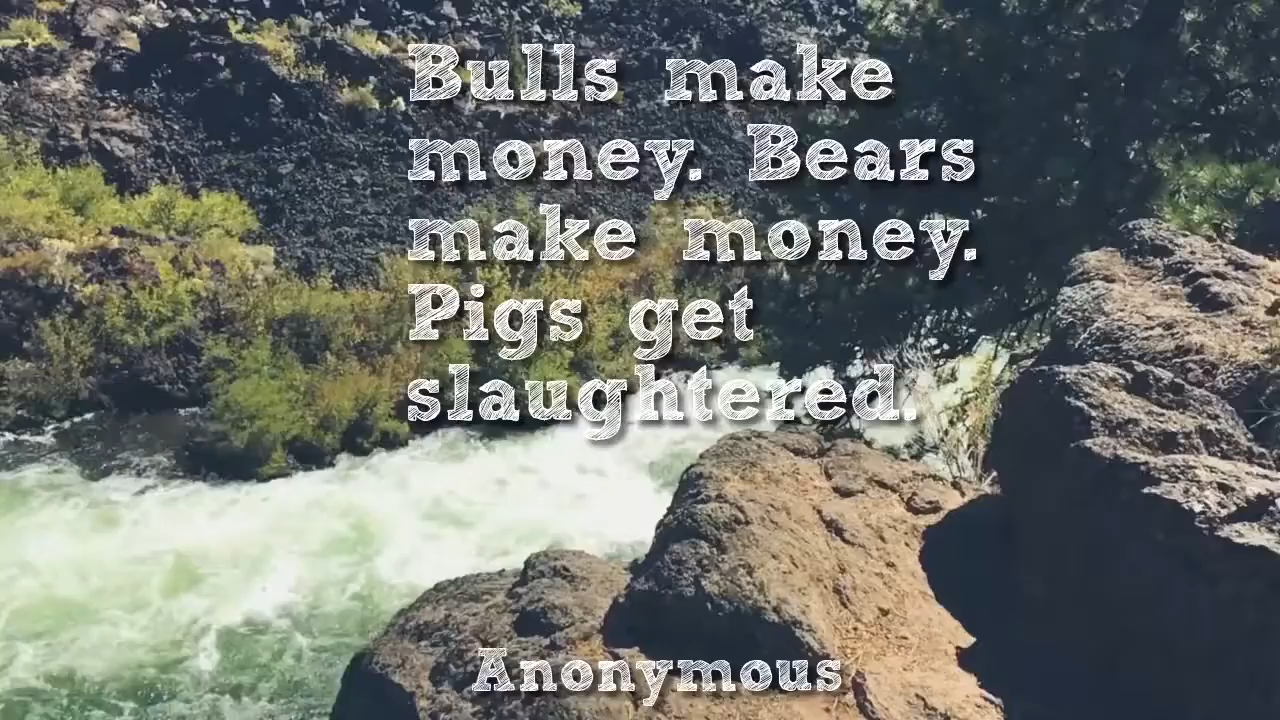 Bulls make
money. Bears
make money.
Pigs get
slaughtered.
Anonymous